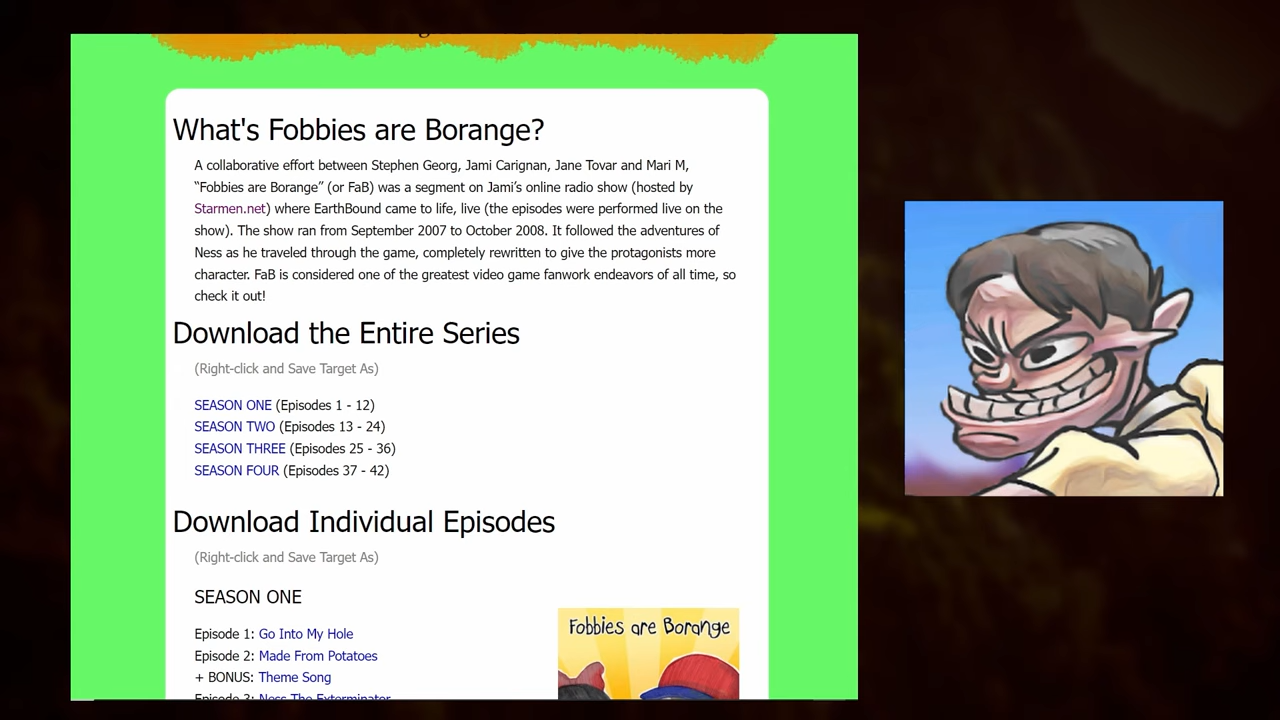 What's Fobbies are Borange?
A collaborative effort between Stephen Georg, Jami Carignan, Jane Tovar and Mari M,
“Fobbies are Borange” (or FaB) was a segment on Jami’s online radio show (hosted by
Starmen.net) where EarthBound came to life, live (the episodes were performed live on the
show). The show ran from September 2007 to October 2008. It followed the adventures of
Ness as he traveled through the game, completely rewritten to give the protagonists more
character. FaB is considered one of the greatest video game fanwork endeavors of all time, so
check it out!
Download the Entire Series
(Right-click and Save Target As)
SEASON ONE (Episodes 1 - 12)
SEASON TWO (Episodes 13 - 24)
SEASON THREE (Episodes 25 - 36)
SEASON FOUR (Episodes 37 - 42)
Download Individual Episodes
(Right-click and Save Target As)
SEASON ONE
Fobbies are Borange
Episode 1: Go Into My Hole
Episode 2: Made From Potatoes
+ BONUS: Theme Song
Episode 3: Ness The Exterminator